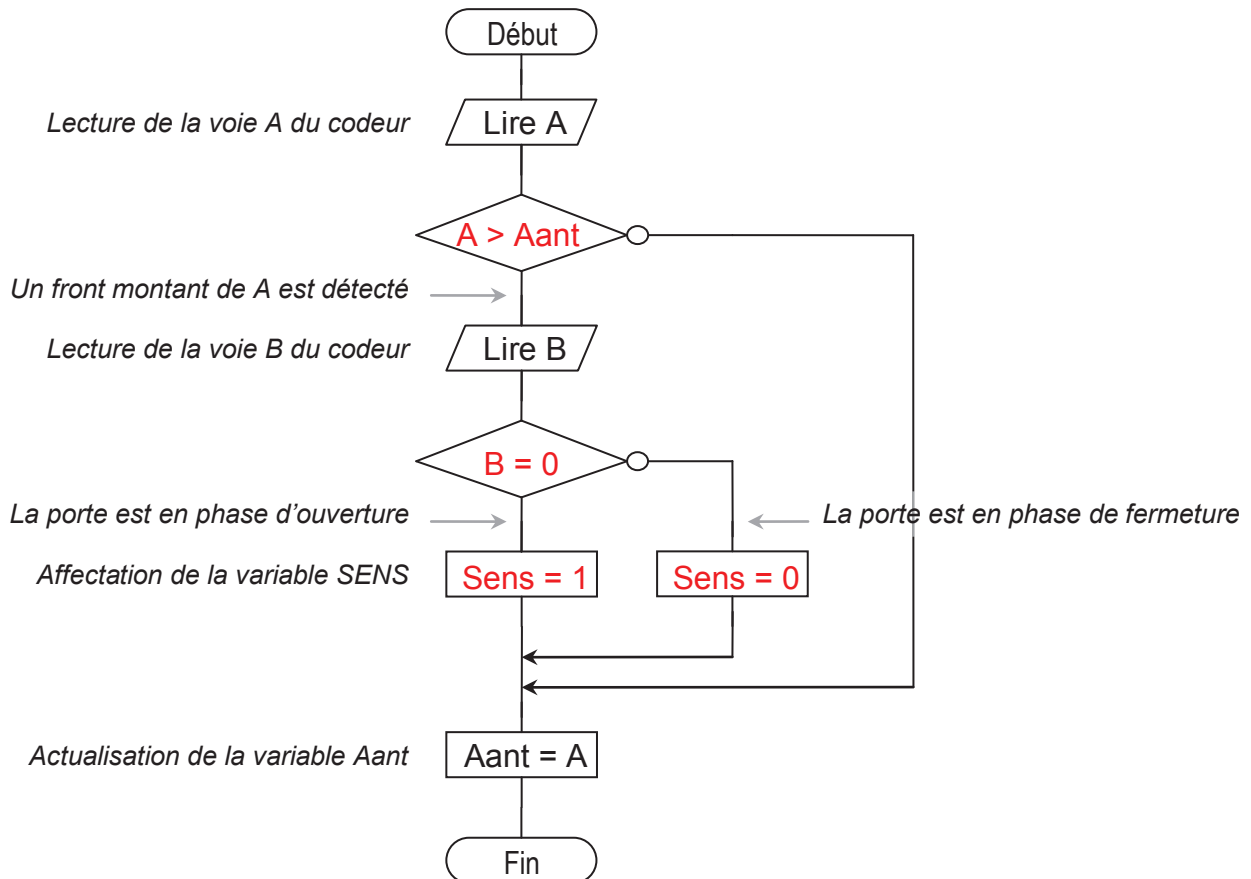 Début
Lecture de la voie A du codeur
Lire A
A > Aant
Un front montant de A est détecté
Lecture de la voie B du codeur
Lire B
B = 0
La porte est en phase d’ouverture
La porte est en phase de fermeture
Affectation de la variable SENS
Sens = 1
Sens = 0
Actualisation de la variable Aant
Aant = A
Fin